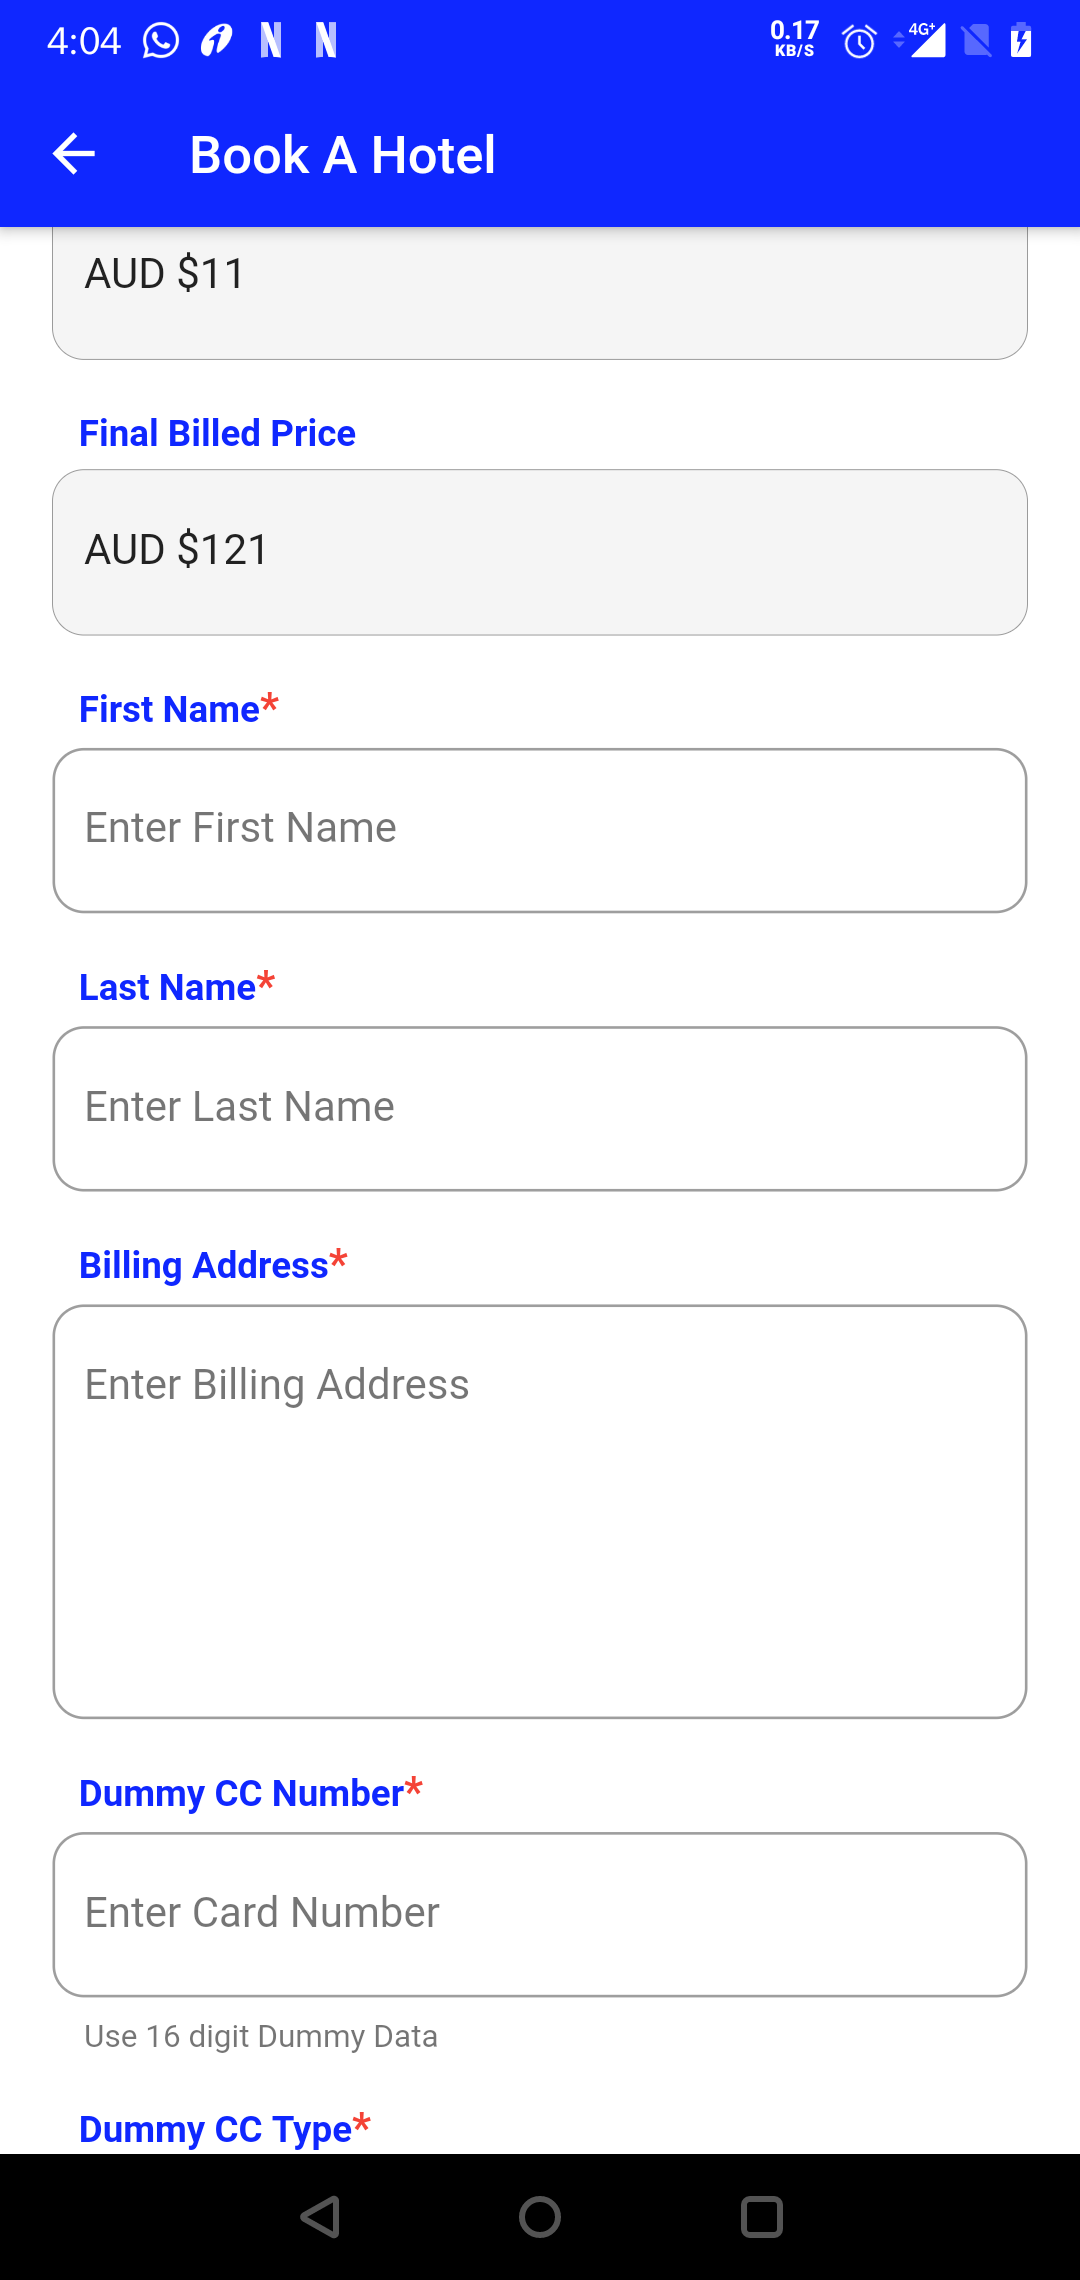 4:04
0.17
KB/S
4G+
Book A Hotel
AUD $11
Final Billed Price
AUD $121
First Name*
Enter First Name
Last Name*
Enter Last Name
Billing Address*
Enter Billing Address
Dummy CC Number*
Enter Card Number
Use 16 digit Dummy Data
Dummy CC Type*